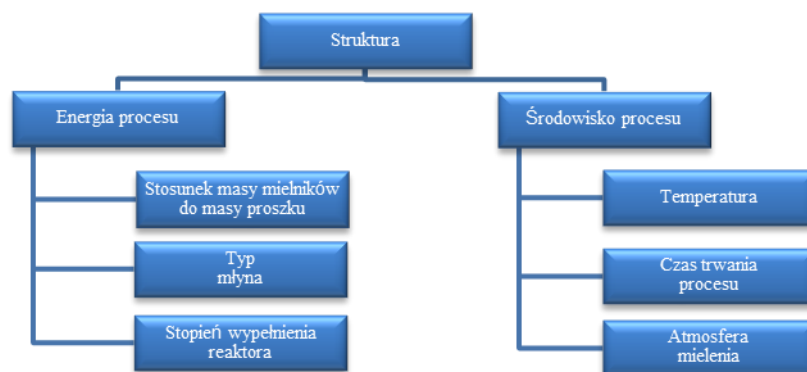 Struktura
Energia procesu
Stosunek masy mielników
do masy proszku
Typ
młyna
Stopień wypełnienia
reaktora
Środowisko procesu
Temperatura
Czas trwania
procesu
Atmosfera
mielenia